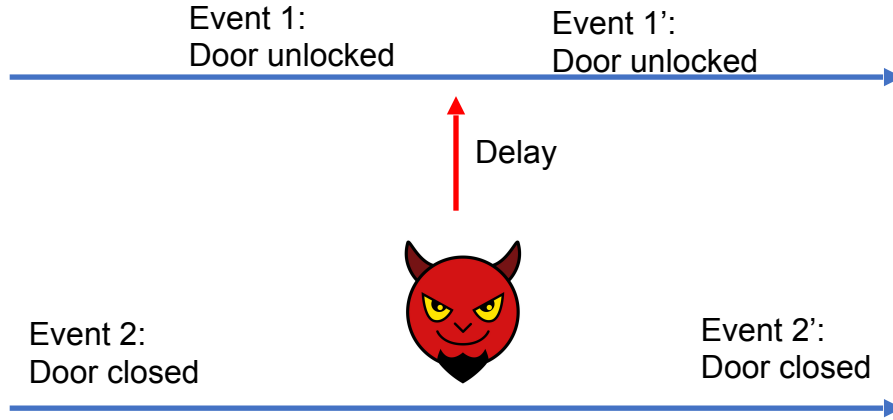 Event 1:
Door unlocked
Event 1’:
Door unlocked
Delay
Event 2:
Door closed
Event 2’:
Door closed